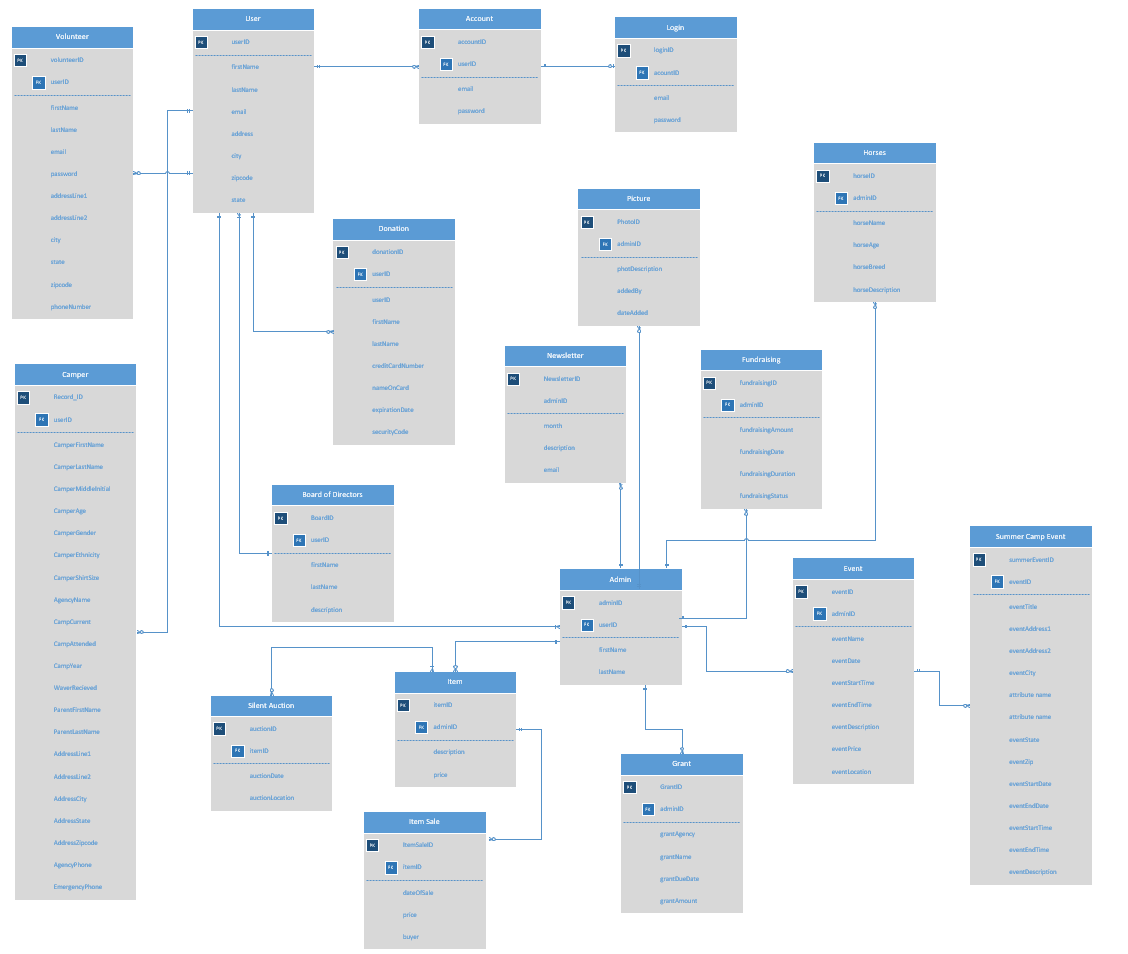 Volunteer
PK volunteerID
FK userID
firstName
lastName
email
password
addressLine1
addressLine2
city
state
zipcode
phoneNumber
User
PK userID
firstName
lastName
email
address
city
zipcode
state
Account
PK accountID
FK userID
email
password
Login
PK loginID
FK acountID
email
password
Horses
PK horseID
FK adminID
horseName
horseAge
horseBreed
horseDescription
Picture
PK PhotoID
FK adminID
photDescription
addedBy
dateAdded
Donation
PK donationID
FK userID
userID
firstName
lastName
creditCardNumber
nameOnCard
expirationDate
securityCode
Newsletter
PK NewsletterID
adminID
month
description
email
Fundraising
PK fundraisingID
FK adminID
fundraisingAmount
fundraisingDate
fundraisingDuration
fundraisingStatus
Camper
PK Record_ID
FK userID
CamperFirstName
CamperLastName
CamperMiddleInitial
CamperAge
CamperGender
CamperEthnicity
CamperShirtSize
AgencyName
CampCurrent
CampAttended
CampYear
WaverRecieved
ParentFirstName
ParentLastName
AddressLine1
AddressLine2
AddressCity
AddressState
AddressZipcode
AgencyPhone
EmergencyPhone
Board of Directors
PK BoardID
FK userID
firstName
lastName
description
Admin
PK adminID
FK userID
firstName
lastName
Event
PK eventID
FK adminID
eventName
eventDate
eventStartTime
eventEndTime
eventDescription
eventPrice
eventLocation
Summer Camp Event
PK summerEventID
FK eventID
eventTitle
eventAddress1
eventAddress2
eventCity
attribute name
attribute name
eventState
eventZip
eventStartDate
eventEndDate
eventStartTime
eventEndTime
eventDescription
Silent Auction
PK auctionID
FK itemID
auctionDate
auctionLocation
Item
PK itemID
FK adminID
description
price
Item Sale
PK itemSaleID
FK itemID
dateOfSale
price
buyer
Grant
PK GrantID
FK adminID
grantAgency
grantName
grantDueDate
grantAmount